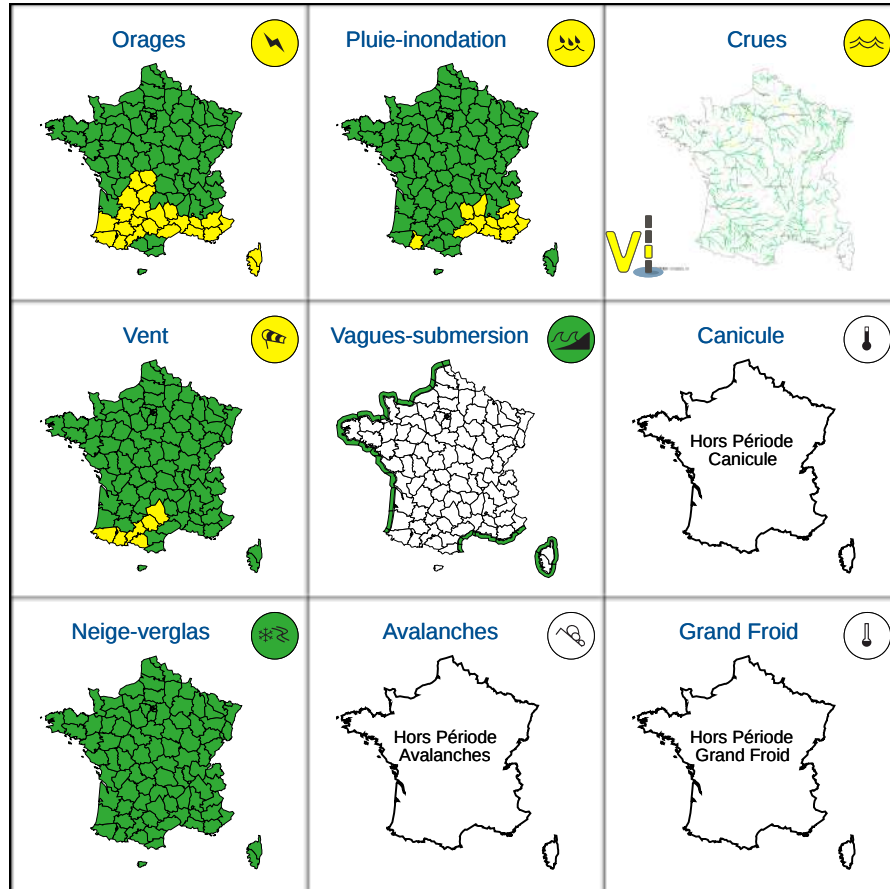 Orages
Pluie-inondation
Crues
Vi
Vent
Vagues-submersion
Canicule
Hors Période
Canicule
Neige-verglas
Avalanches
Hors Période
Avalanches
Grand Froid
Hors Période
Grand Froid